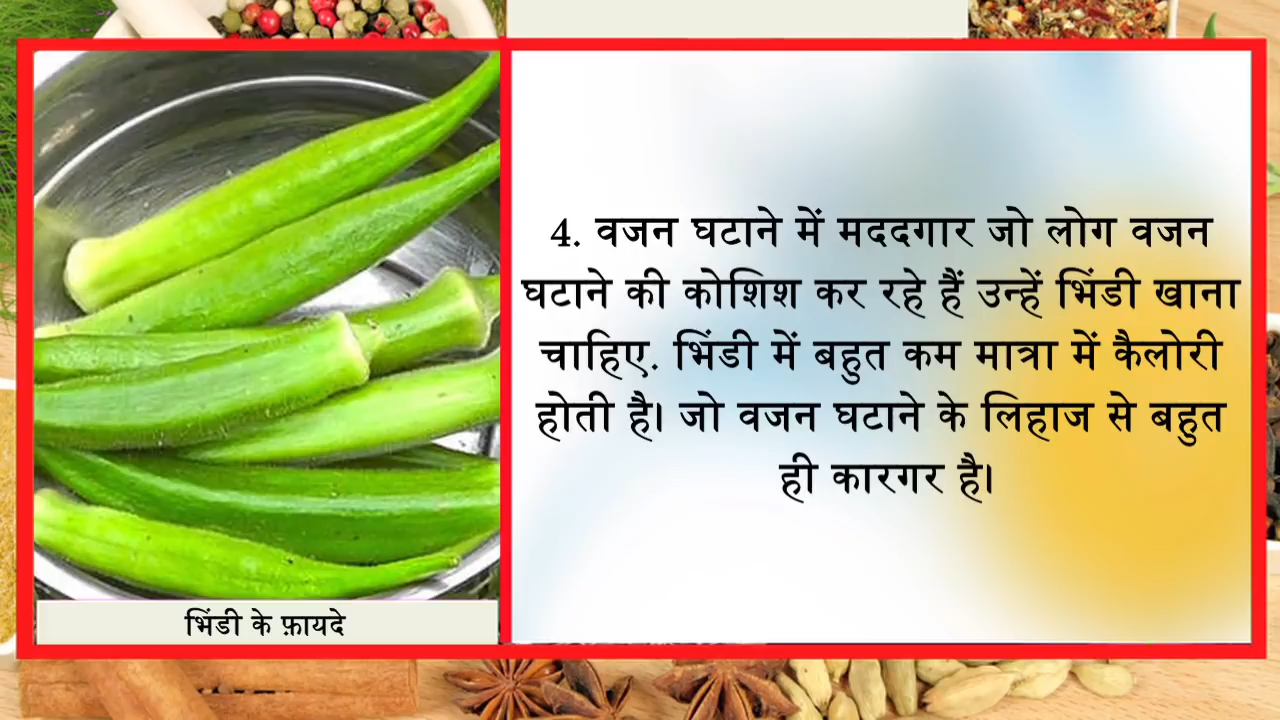 4. वजन घटाने में मददगार जो लोग वजन
घटाने की कोशिश कर रहे हैं उन्हें भिंडी खाना
चाहिए. भिंडी में बहुत कम मात्रा में कैलोरी
होती है। जो वजन घटाने के लिहाज से बहुत
ही कारगर है।
भिंडी के फ़ायदे